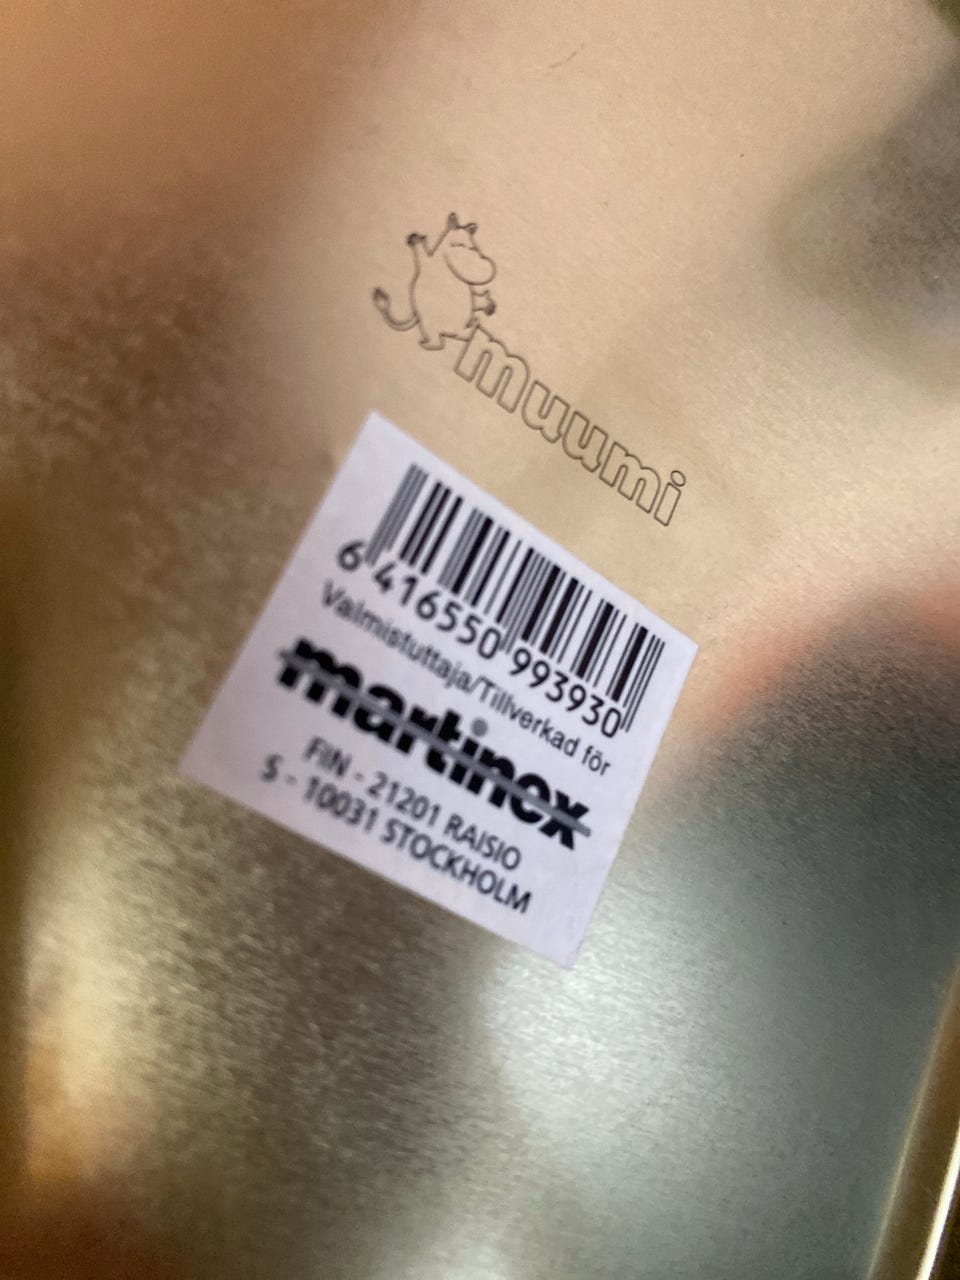 muumi
6 416550 993930
Valmistuttaja/Tillverkad för
martinex
FIN - 21201 RAISIO
S - 10031 STOCKHOLM